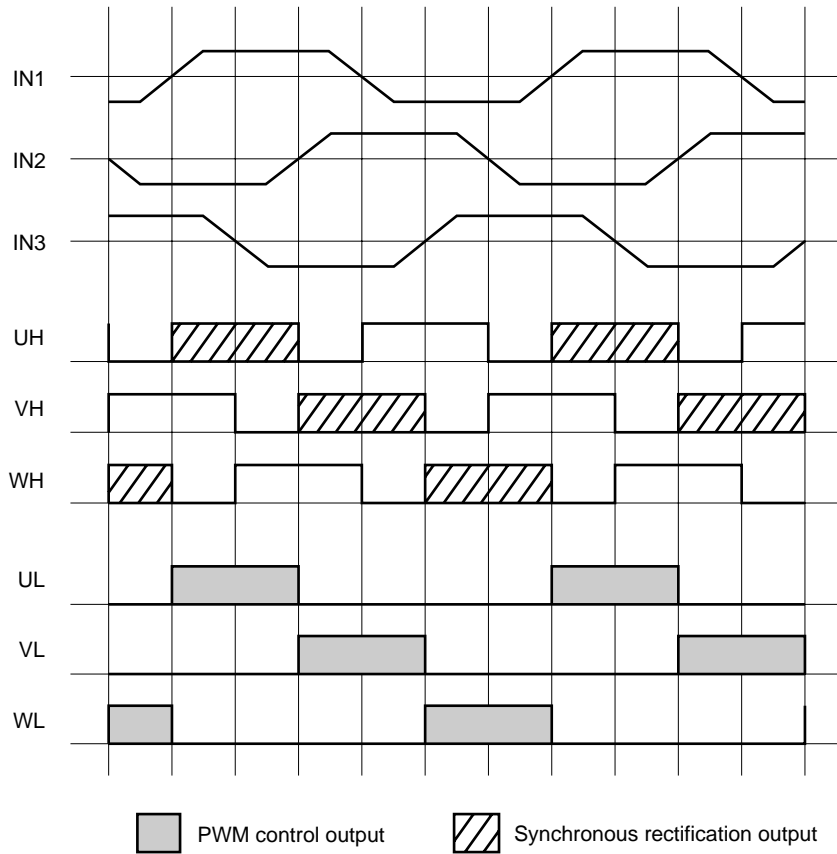 IN1
IN2
IN3
UH
VH
WH
UL
VL
WL
PWM control output
Synchronous rectification output